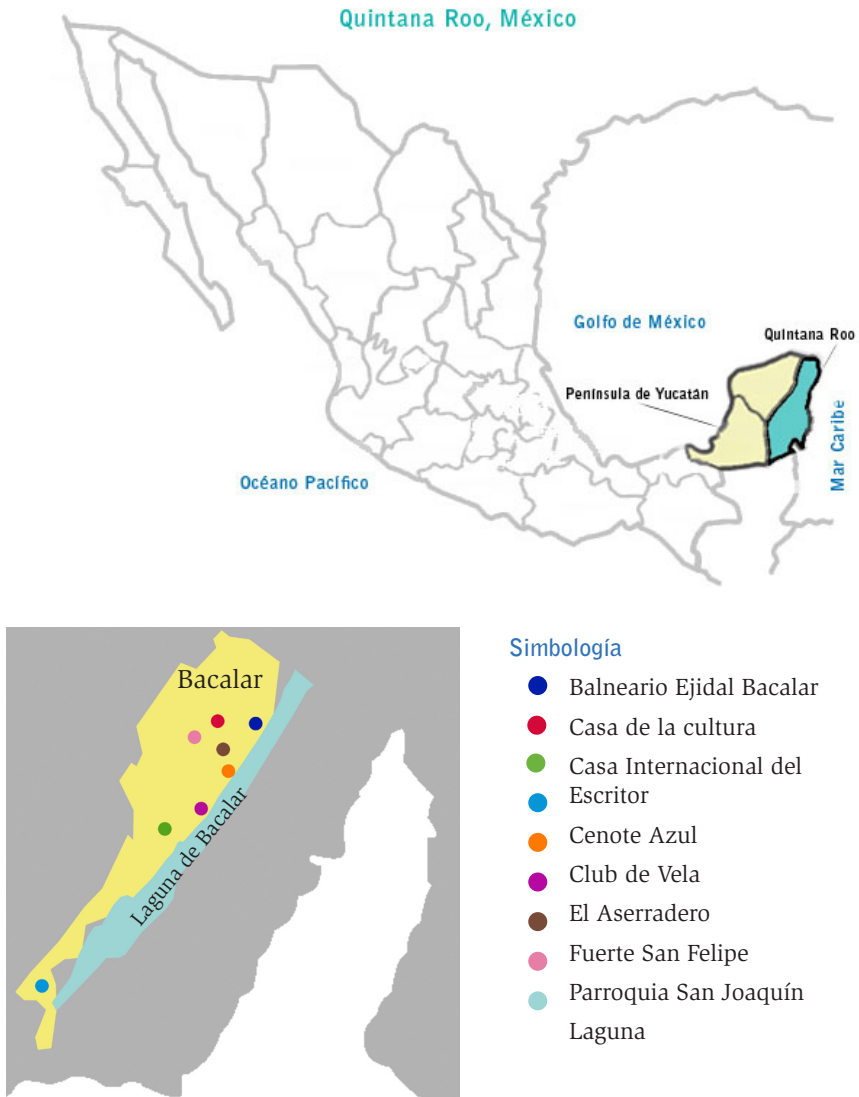 Quintana Roo, México
Golfo de México
Quintana Roo
Península de Yucatán
Mar Caribe
Océano Pacífico
Bacalar
Laguna de Bacalar
Simbología
Balneario Ejidal Bacalar
Casa de la cultura
Casa Internacional del
Escritor
Cenote Azul
Club de Vela
El Aserradero
Fuerte San Felipe
Parroquia San Joaquín
Laguna